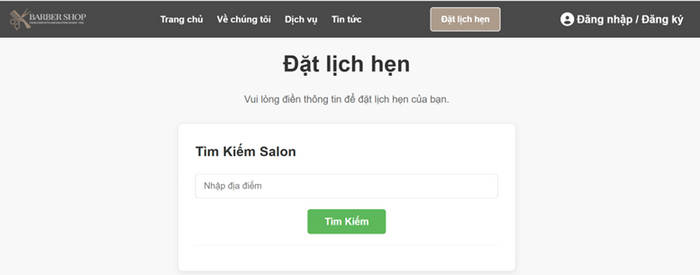 BARBER SHOP
Trang chủ Về chúng tôi Dịch vụ Tin tức Đặt lịch hẹn Đăng nhập / Đăng ký
Đặt lịch hẹn
Vui lòng điền thông tin để đặt lịch hẹn của bạn.
Tìm Kiếm Salon
Nhập địa điểm
Tìm Kiếm